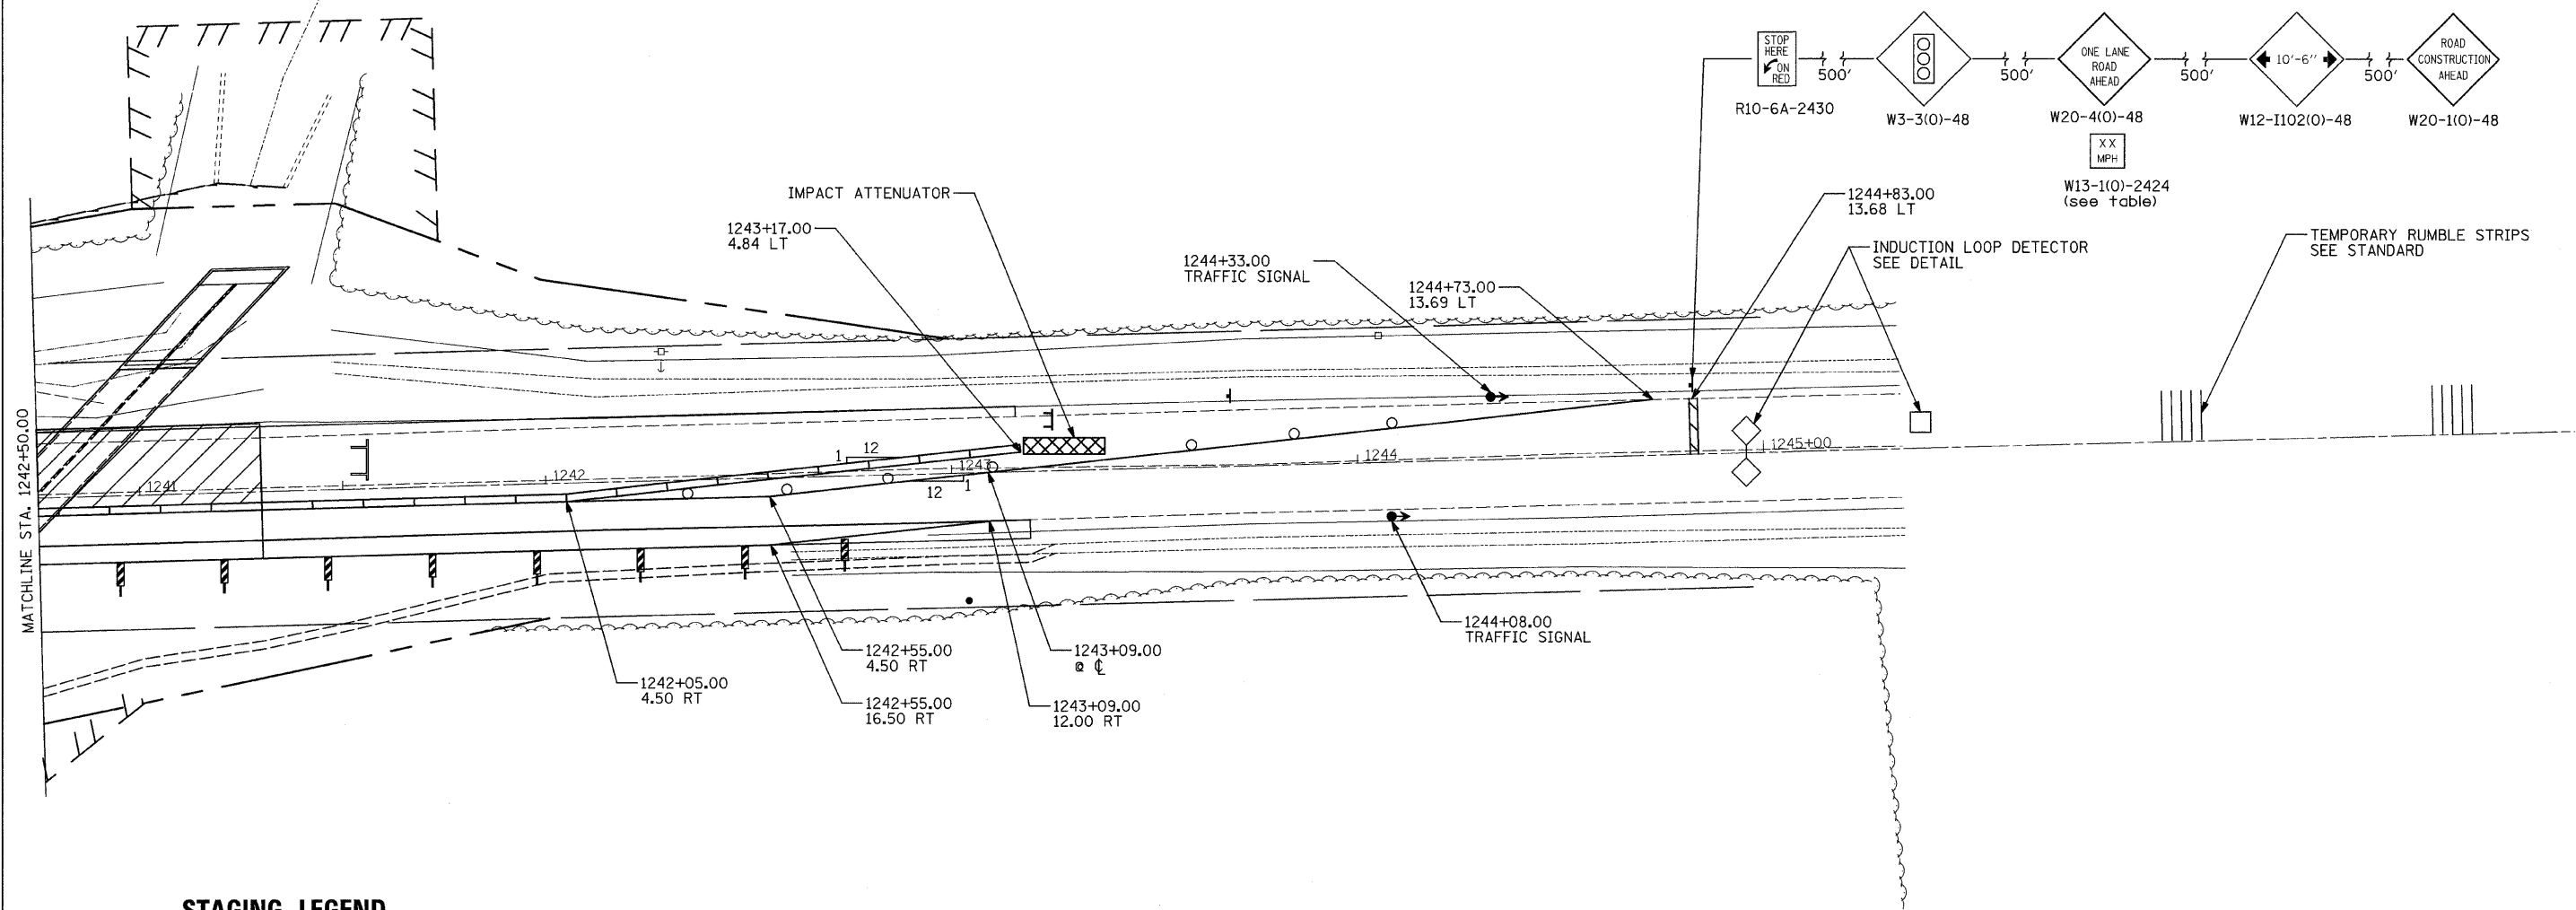 STOP
HERE
ON
RED
500'
R10-6A-2430
W3-3(O)-48
500'
ONE LANE
ROAD
AHEAD
W20-4(O)-48
XX
MPH
W13-1(O)-2424
(see table)
500'
10'-6"
W12-I102(O)-48
500'
ROAD
CONSTRUCTION
AHEAD
W20-1(O)-48
IMPACT ATTENUATOR
1243+17.00
4.84 LT
1244+33.00
TRAFFIC SIGNAL
1244+73.00
13.69 LT
1244+83.00
13.68 LT
INDUCTION LOOP DETECTOR
SEE DETAIL
TEMPORARY RUMBLE STRIPS
SEE STANDARD
MATCHLINE STA. 1242+50.00
1241
1242
1
12
1243
12
1
1244
1245+00
1242+05.00
4.50 RT
1242+55.00
4.50 RT
1242+55.00
16.50 RT
1243+09.00
@ ℄
1243+09.00
12.00 RT
1244+08.00
TRAFFIC SIGNAL
STAGING LEGEND